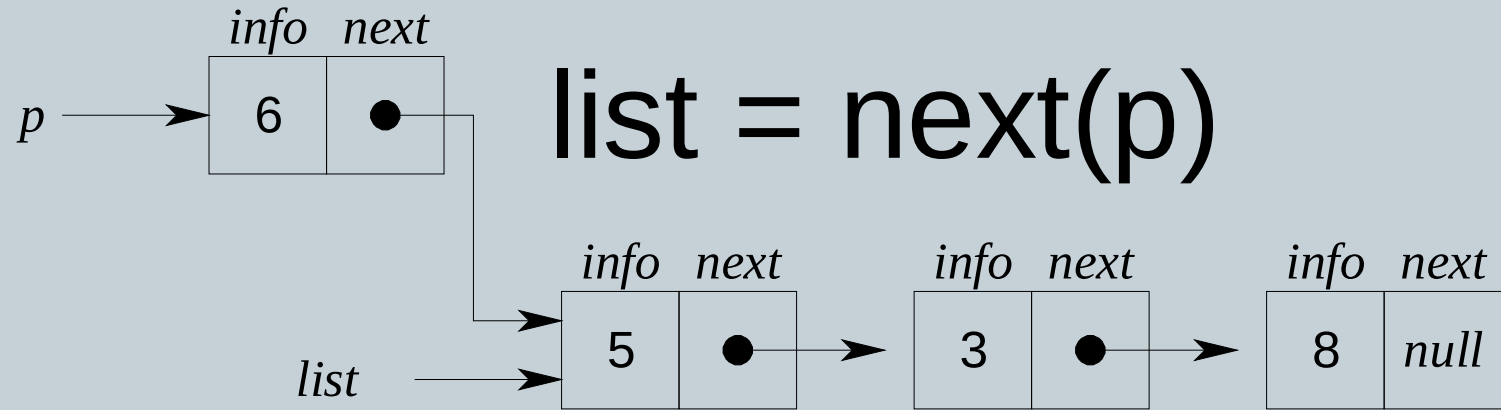 info next
p 6 list = next(p)
info next info next info next
5 3 8 null
list